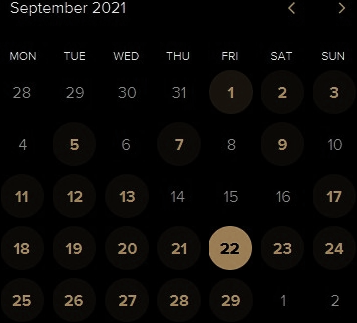 September 2021
MON TUE WED THU FRI SAT SUN
28 29 30 31 1 2 3
4 5 6 7 8 9 10
11 12 13 14 15 16 17
18 19 20 21 22 23 24
25 26 27 28 29 1 2